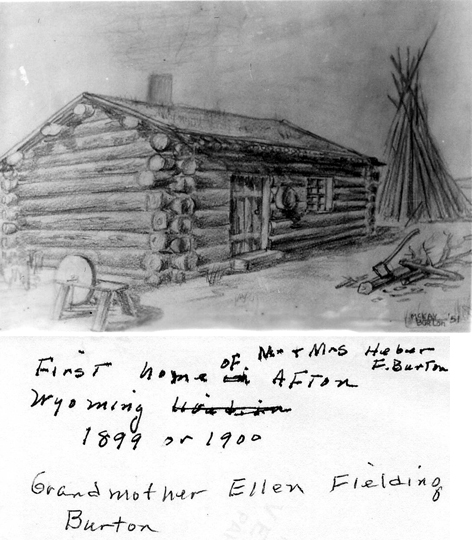 McKAY
BURTON '51
First home of Mr & Mrs Heber
F. Burton
in AFTON
Wyoming
1899 or 1900
Grandmother Ellen Fielding
Burton